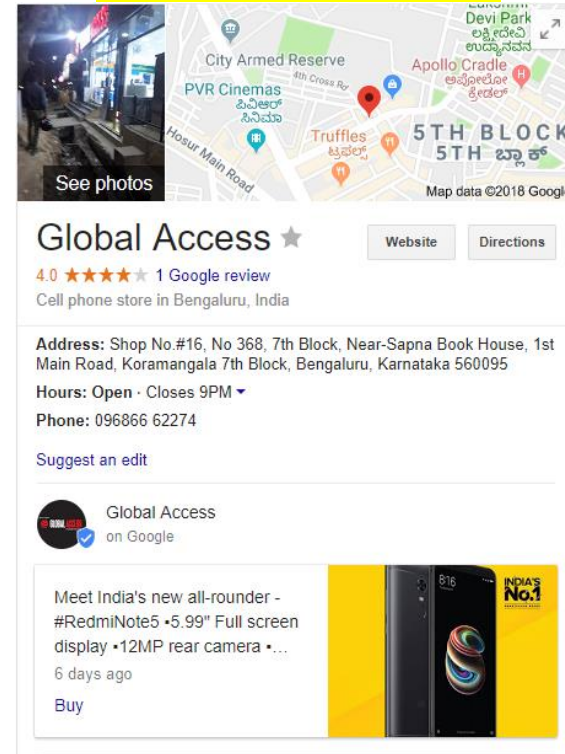 Devi Park
ಲಕ್ಷ್ಮಿದೇವಿ
ಉದ್ಯಾನವನ
City Armed Reserve
4th Cross Rd
Apollo Cradle
ಅಪೋಲೋ
ಕ್ರೇಡಲ್
PVR Cinemas
ಪಿವಿಆರ್
ಸಿನಿಮಾ
Hosur Main Road
Truffles
ಟ್ರಫಲ್ಸ್
5TH BLOCK
5TH ಬ್ಲಾಕ್
See photos
Map data ©2018 Google
Global Access
Website
Directions
4.0 ★★★★★ 1 Google review
Cell phone store in Bengaluru, India
Address: Shop No.#16, No 368, 7th Block, Near-Sapna Book House, 1st
Main Road, Koramangala 7th Block, Bengaluru, Karnataka 560095
Hours: Open · Closes 9PM
Phone: 096866 62274
Suggest an edit
Global Access
on Google
Meet India's new all-rounder -
#RedmiNote5 •5.99" Full screen
display •12MP rear camera •...
6 days ago
Buy
8:16
INDIA'S
No.1